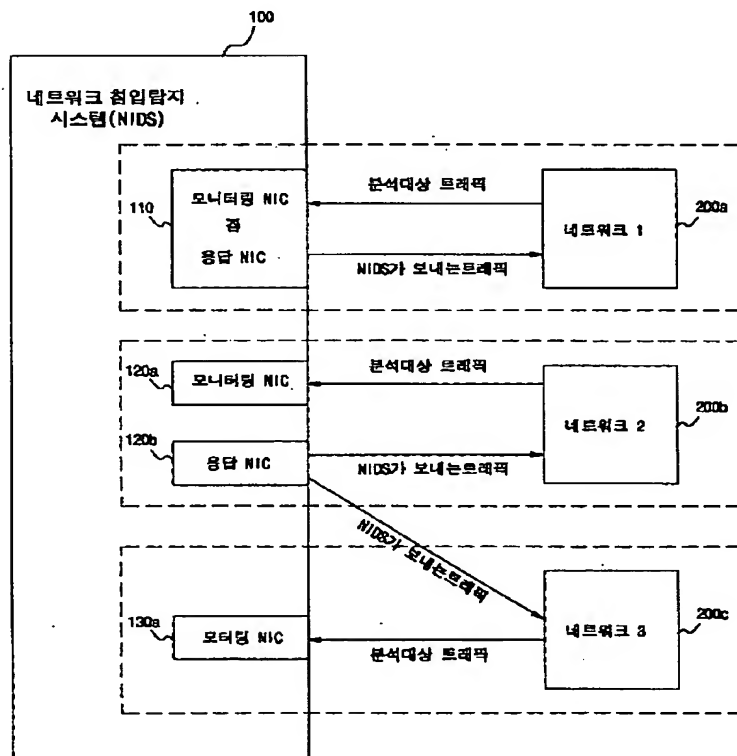 100
네트워크 침입탐지
시스템(NIDS)
110
모니터링 NIC
겸
응답 NIC
분석대상 트래픽
NIDS가 보내는트래픽
네트워크 1
200a
120a
모니터링 NIC
분석대상 트래픽
120b
응답 NIC
NIDS가 보내는트래픽
네트워크 2
200b
NIDS가 보내는트래픽
130a
모터링 NIC
분석대상 트래픽
네트워크 3
200c